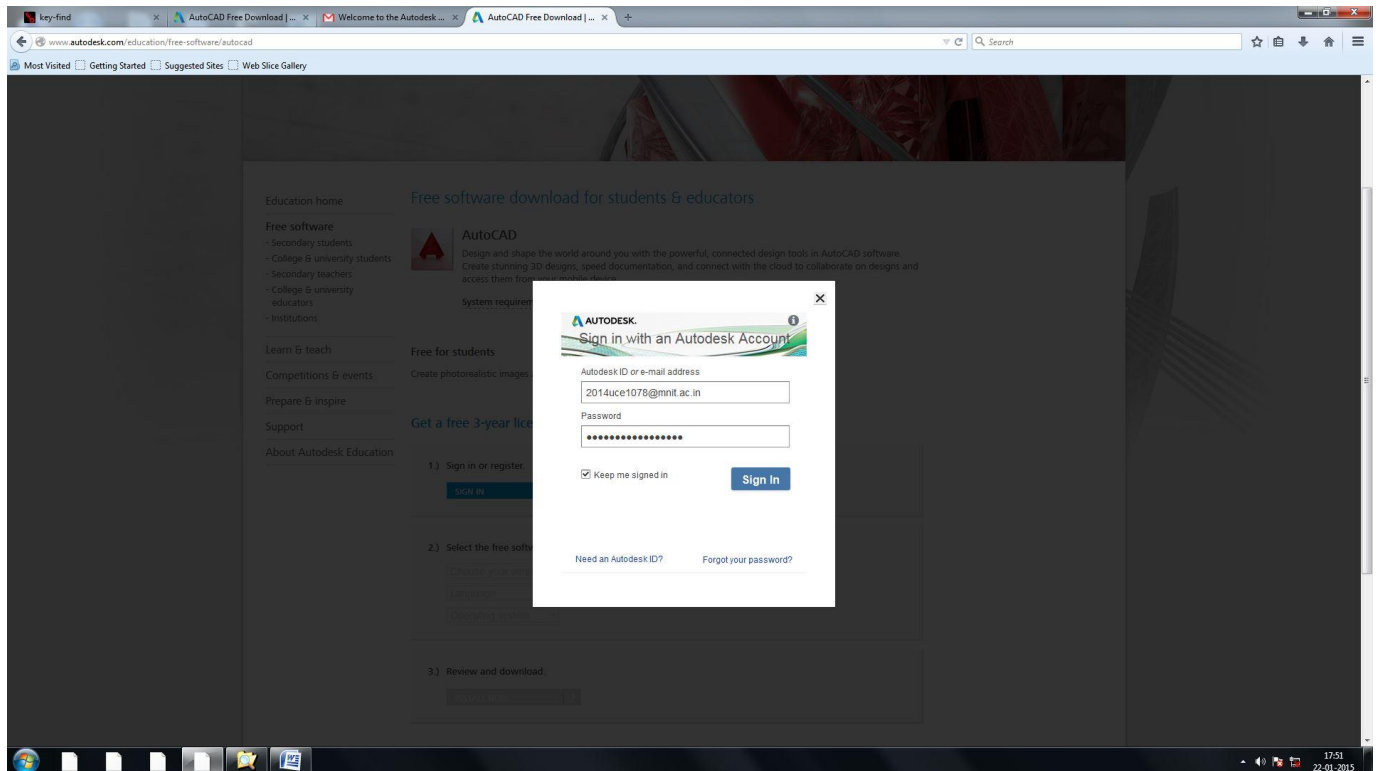 key-find
AutoCAD Free Download | ...
Welcome to the Autodesk ...
AutoCAD Free Download | ...
www.autodesk.com/education/free-software/autocad
Search
Most Visited
Getting Started
Suggested Sites
Web Slice Gallery
Education home
Free software
- Secondary students
- College & university students
- Secondary teachers
- College & university
educators
- Institutions
Learn & teach
Competitions & events
Prepare & inspire
Support
About Autodesk Education
Free software download for students & educators
AutoCAD
Design and shape the world around you with the powerful, connected design tools in AutoCAD software.
Create stunning 3D designs, speed documentation, and connect with the cloud to collaborate on designs and
access them from your mobile device.
System requirem
Free for students
Create photorealistic images
Get a free 3-year lice
1.) Sign in or register.
SIGN IN
2.) Select the free softw
Language
Operating system
3.) Review and download.
AUTODESK.
Sign in with an Autodesk Account
Autodesk ID or e-mail address
2014uce1078@mnit.ac.in
Password
•••••••••••••••••
Keep me signed in
Sign In
Need an Autodesk ID?
Forgot your password?
17:51
22-01-2015